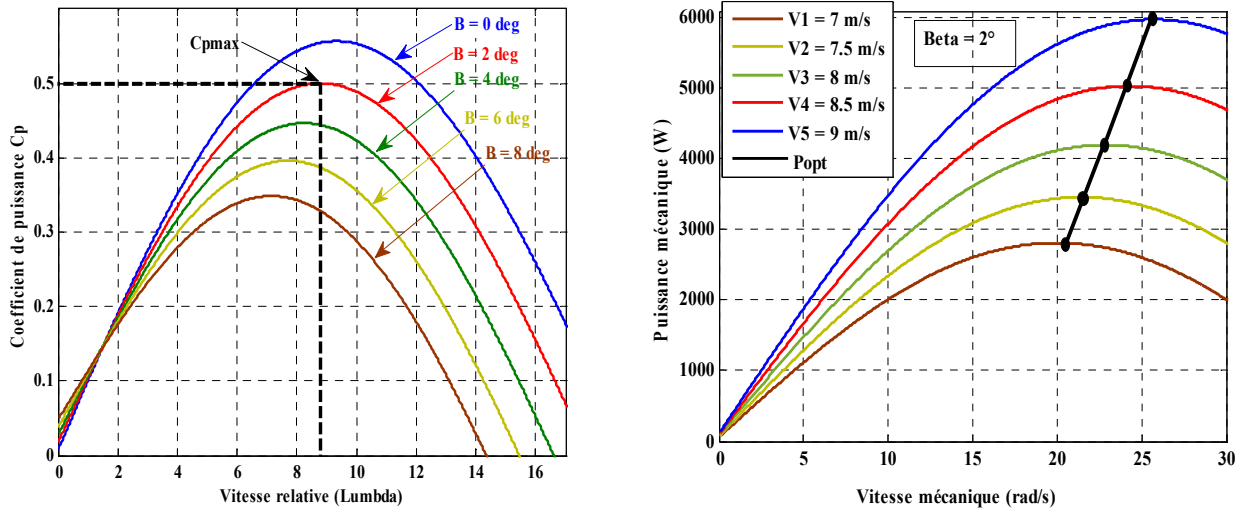 Coefficient de puissance Cp
0.5
0.4
0.3
0.2
0.1
0
0 2 4 6 8 10 12 14 16
Vitesse relative (Lumbda)
Cpmax
B = 0 deg
B = 2 deg
B = 4 deg
B = 6 deg
B = 8 deg
Puissance mécanique (W)
6000
5000
4000
3000
2000
1000
0
0 5 10 15 20 25 30
Vitesse mécanique (rad/s)
V1 = 7 m/s
V2 = 7.5 m/s
V3 = 8 m/s
V4 = 8.5 m/s
V5 = 9 m/s
Popt
Beta = 2°